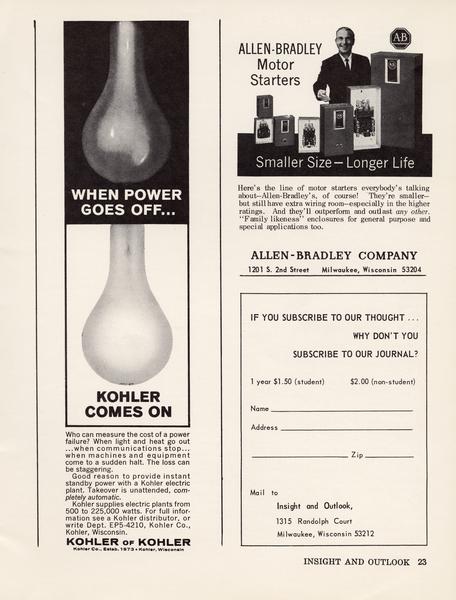 WHEN POWER
GOES OFF...
KOHLER
COMES ON
Who can measure the cost of a power
failure? When light and heat go out
...when communications stop...
when machines and equipment
come to a sudden halt. The loss can
be staggering.
Good reason to provide instant
standby power with a Kohler electric
plant. Takeover is unattended, com-
pletely automatic.
Kohler supplies electric plants from
500 to 225,000 watts. For full infor-
mation see a Kohler distributor, or
write Dept. EP5-4210, Kohler Co.,
Kohler, Wisconsin.
KOHLER OF KOHLER
Kohler Co., Estab. 1873 • Kohler, Wisconsin
ALLEN-BRADLEY
Motor
Starters
A-B
Smaller Size—Longer Life
Here's the line of motor starters everybody's talking
about—Allen-Bradley's, of course! They're smaller—
but still have extra wiring room—especially in the higher
ratings. And they'll outperform and outlast any other.
"Family likeness" enclosures for general purpose and
special applications too.
ALLEN-BRADLEY COMPANY
1201 S. 2nd Street Milwaukee, Wisconsin 53204
IF YOU SUBSCRIBE TO OUR THOUGHT ...
WHY DON'T YOU
SUBSCRIBE TO OUR JOURNAL?
1 year $1.50 (student) $2.00 (non-student)
Name
Address
Zip
Mail to
Insight and Outlook,
1315 Randolph Court
Milwaukee, Wisconsin 53212
INSIGHT AND OUTLOOK 23